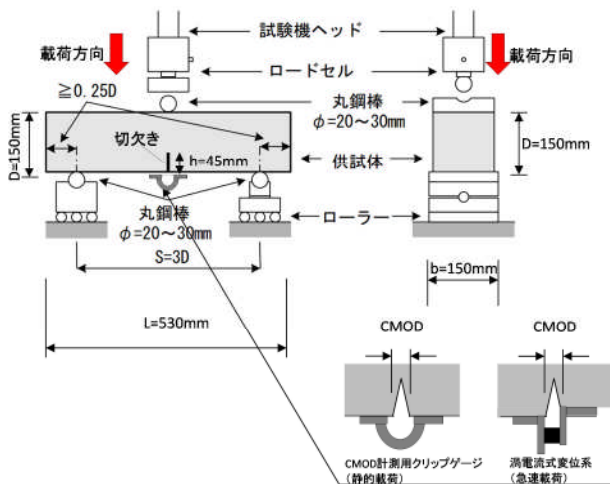 試験機ヘッド
載荷方向
載荷方向
ロードセル
≧0.25D
丸鋼棒
φ=20～30mm
切欠き
h=45mm
D=150mm
D=150mm
供試体
丸鋼棒
φ=20～30mm
ローラー
S=3D
b=150mm
L=530mm
CMOD
CMOD
CMOD計測用クリップゲージ
（静的載荷）
渦電流式変位系
（急速載荷）